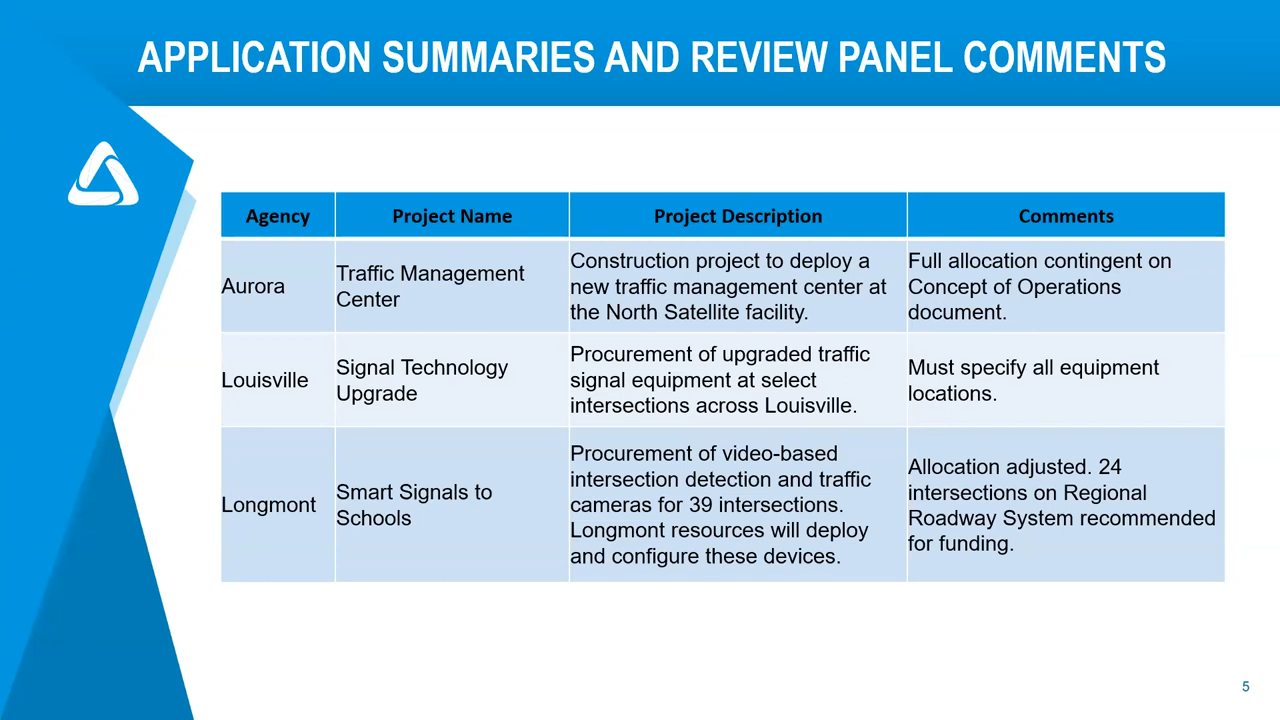 APPLICATION SUMMARIES AND REVIEW PANEL COMMENTS
Agency
Project Name
Project Description
Comments
Aurora
Traffic Management
Center
Construction project to deploy a
new traffic management center at
the North Satellite facility.
Full allocation contingent on
Concept of Operations
document.
Louisville
Signal Technology
Upgrade
Procurement of upgraded traffic
signal equipment at select
intersections across Louisville.
Must specify all equipment
locations.
Longmont
Smart Signals to
Schools
Procurement of video-based
intersection detection and traffic
cameras for 39 intersections.
Longmont resources will deploy
and configure these devices.
Allocation adjusted. 24
intersections on Regional
Roadway System recommended
for funding.
5